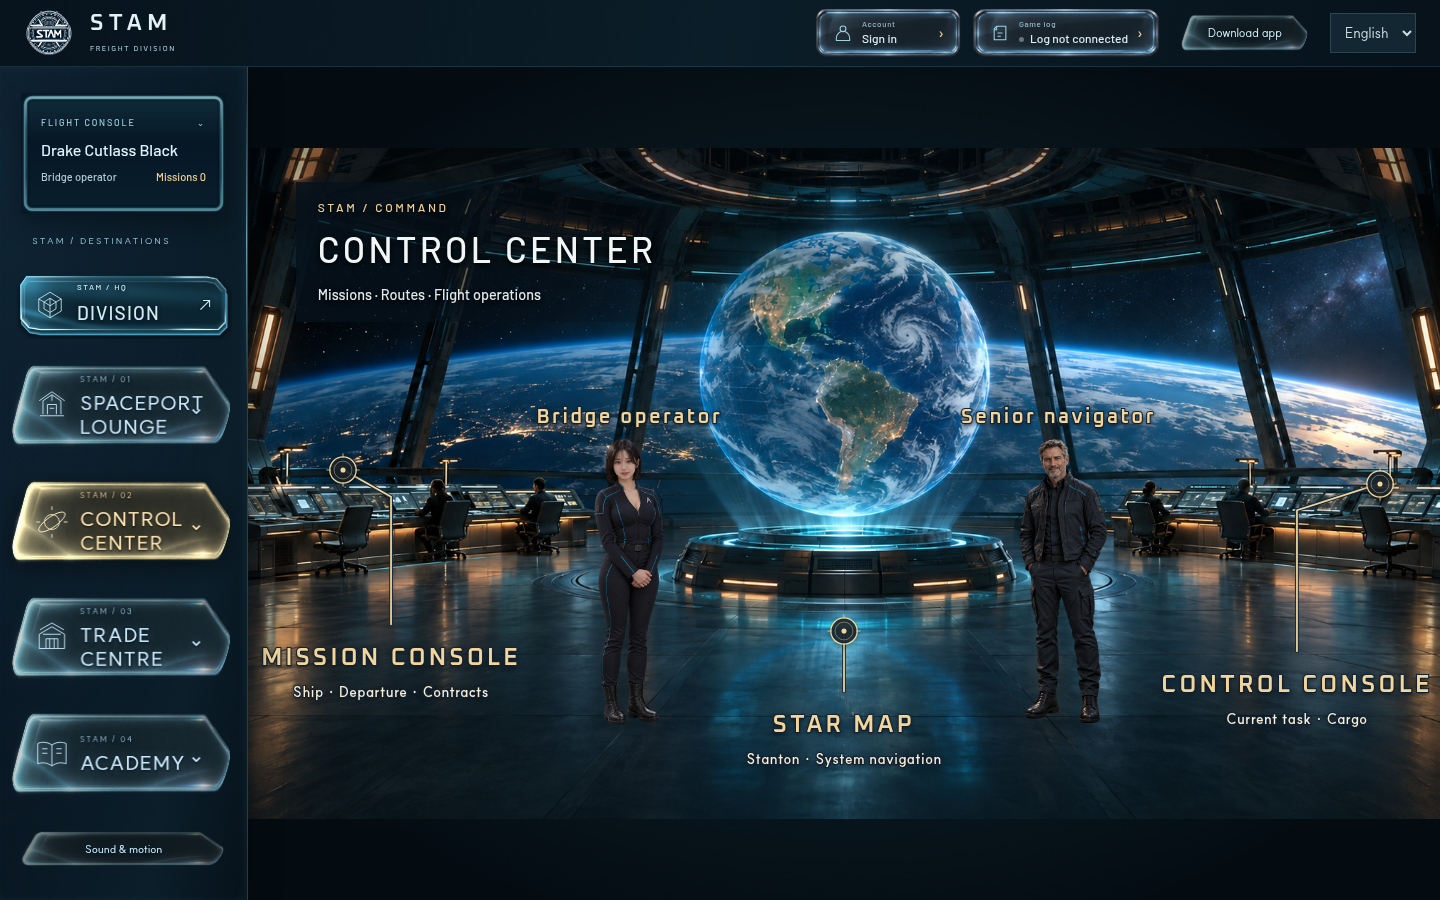 STAM
STAM
FREIGHT DIVISION
Account
Sign in
Game log
Log not connected
Download app
English
FLIGHT CONSOLE
Drake Cutlass Black
Bridge operator
Missions 0
STAM / DESTINATIONS
STAM / HQ
DIVISION
STAM / 01
SPACEPORT
LOUNGE
STAM / 02
CONTROL
CENTER
STAM / 03
TRADE
CENTRE
STAM / 04
ACADEMY
Sound & motion
STAM / COMMAND
CONTROL CENTER
Missions · Routes · Flight operations
Bridge operator
Senior navigator
MISSION CONSOLE
Ship · Departure · Contracts
STAR MAP
Stanton · System navigation
CONTROL CONSOLE
Current task · Cargo